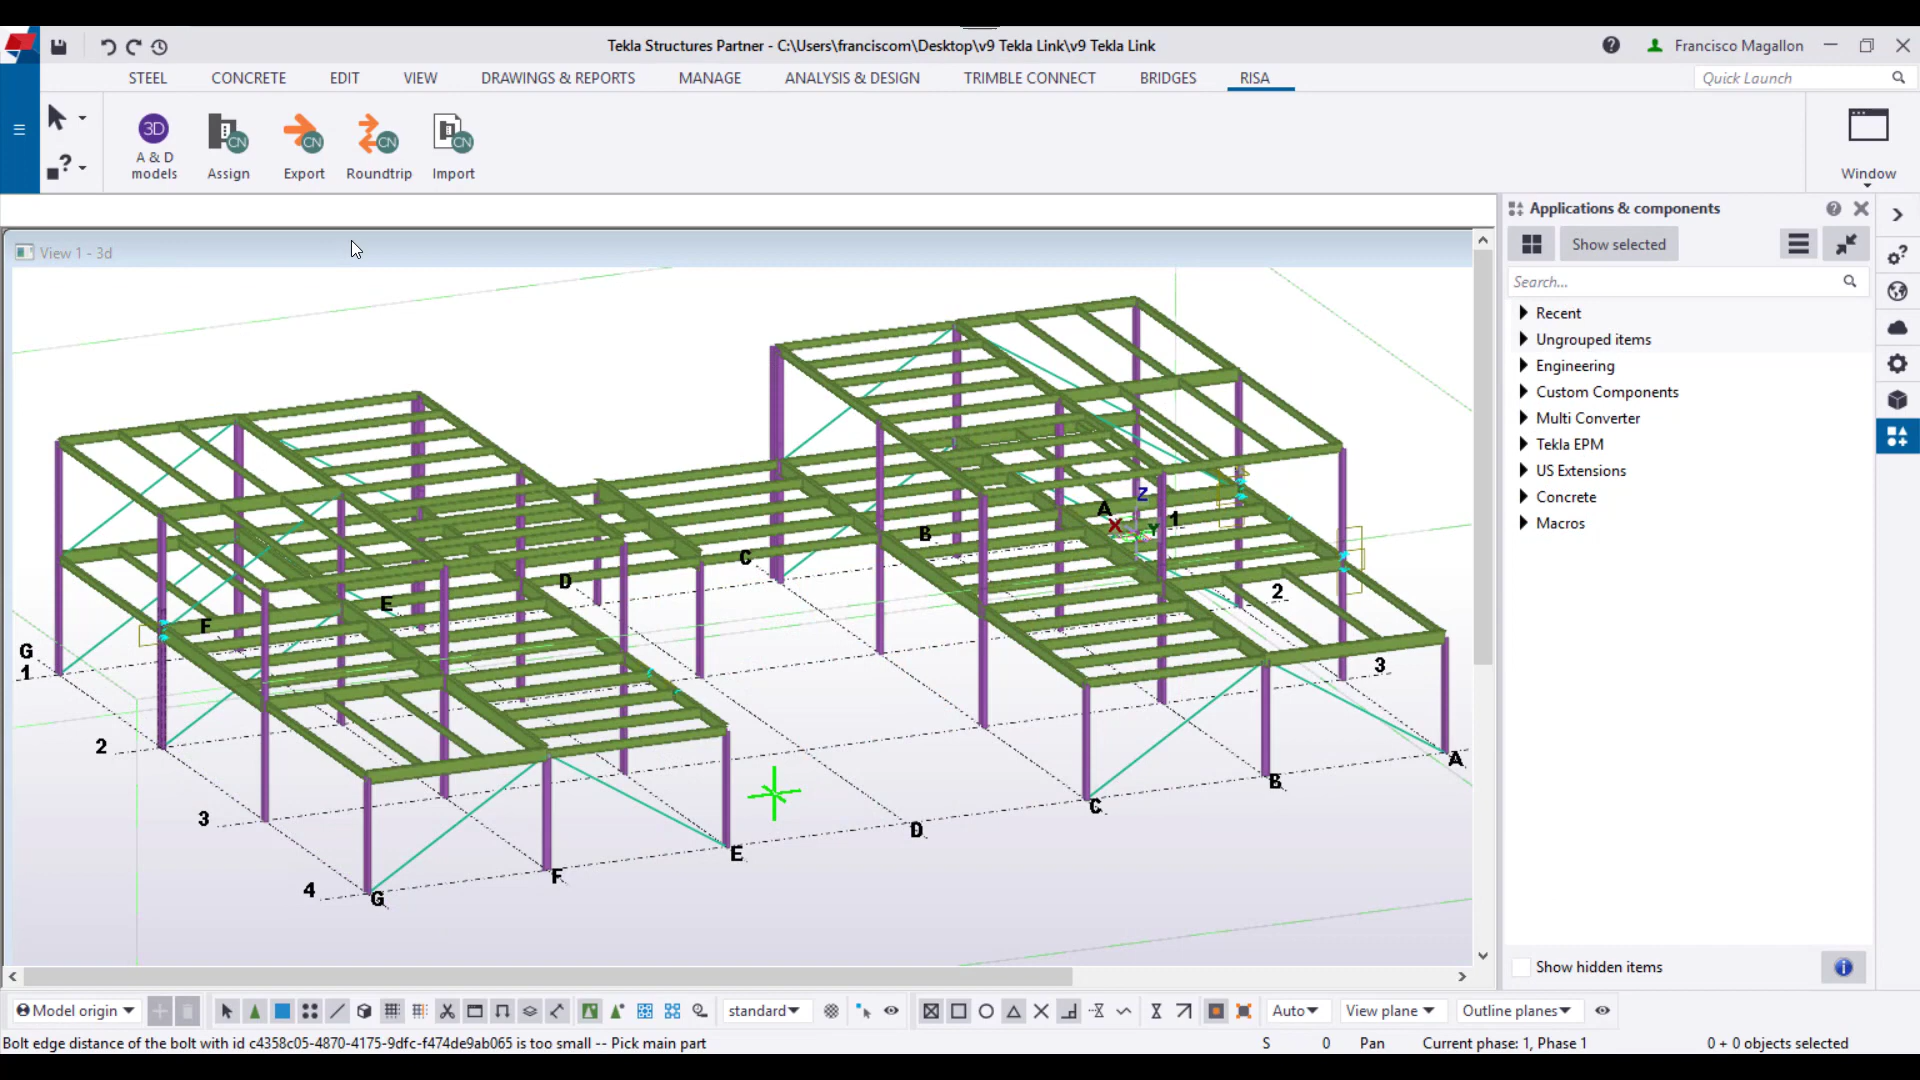 Tekla Structures Partner - C:\Users\franciscom\Desktop\v9 Tekla Link\v9 Tekla Link
Francisco Magallon
STEEL CONCRETE EDIT VIEW DRAWINGS & REPORTS MANAGE ANALYSIS & DESIGN TRIMBLE CONNECT BRIDGES RISA
Quick Launch
3D
CN
CN
CN
CN
A & D
models
Assign
Export
Roundtrip
Import
Window
Applications & components
View 1 - 3d
Show selected
Search...
Recent
Ungrouped items
Engineering
Custom Components
Multi Converter
Tekla EPM
US Extensions
Concrete
Macros
Z
A
X
Y
1
B
C
D
E
F
G
1
2
3
2
3
4
A
B
C
D
E
F
G
Show hidden items
Model origin
standard
Auto
View plane
Outline planes
Bolt edge distance of the bolt with id c4358c05-4870-4175-9dfc-f474de9ab065 is too small -- Pick main part
S 0 Pan Current phase: 1, Phase 1 0 + 0 objects selected